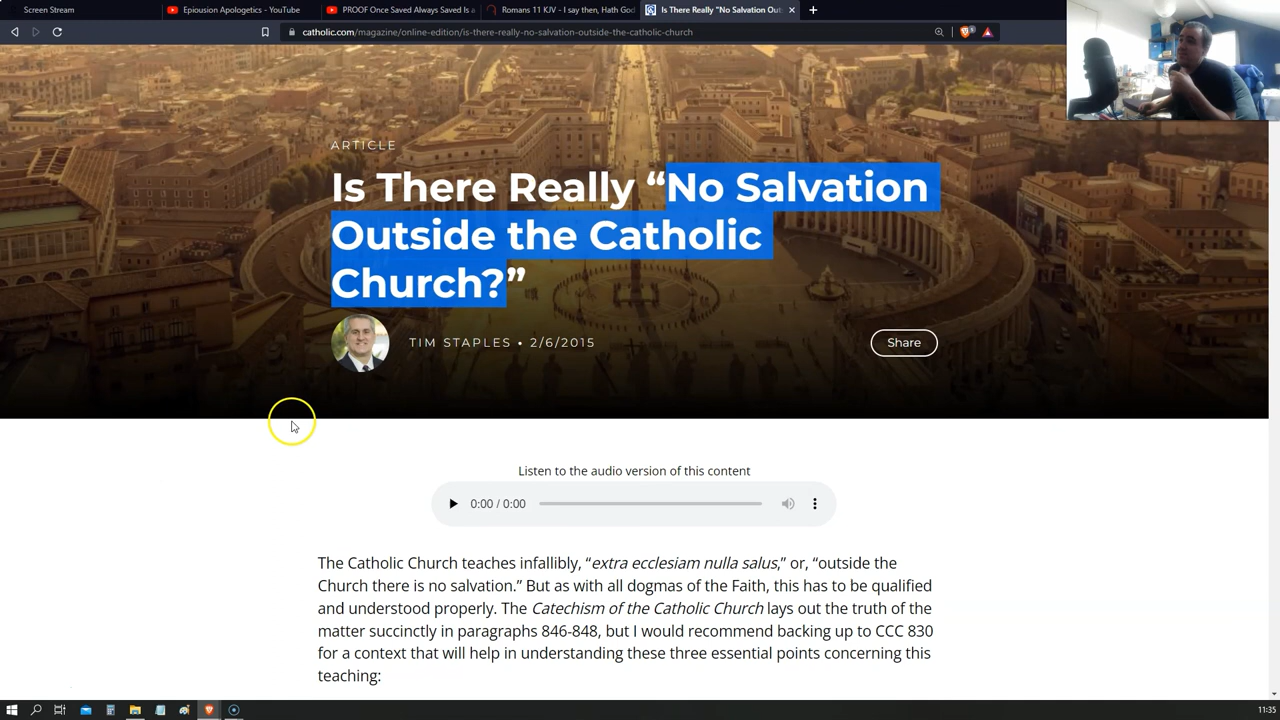 Screen Stream
Epiousion Apologetics - YouTube
PROOF Once Saved Always Saved Is a
Romans 11 KJV - I say then, Hath God
Is There Really "No Salvation Out
catholic.com/magazine/online-edition/is-there-really-no-salvation-outside-the-catholic-church
ARTICLE
Is There Really “No Salvation
Outside the Catholic
Church?”
TIM STAPLES • 2/6/2015
Share
Listen to the audio version of this content
0:00 / 0:00
The Catholic Church teaches infallibly, “extra ecclesiam nulla salus,” or, “outside the
Church there is no salvation.” But as with all dogmas of the Faith, this has to be qualified
and understood properly. The Catechism of the Catholic Church lays out the truth of the
matter succinctly in paragraphs 846-848, but I would recommend backing up to CCC 830
for a context that will help in understanding these three essential points concerning this
teaching:
11:35